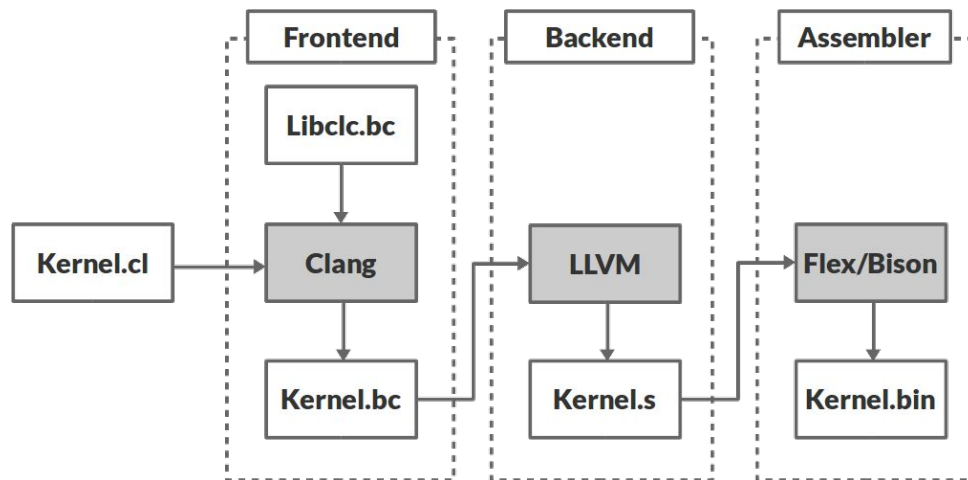 Frontend
Backend
Assembler
Libclc.bc
Kernel.cl
Clang
LLVM
Flex/Bison
Kernel.bc
Kernel.s
Kernel.bin